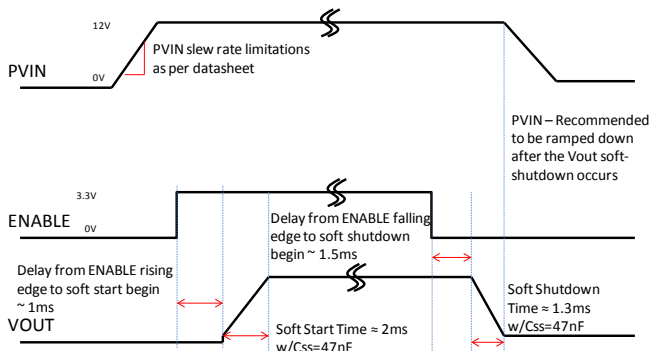 12V
PVIN
0V
PVIN slew rate limitations
as per datasheet
PVIN – Recommended
to be ramped down
after the Vout soft-
shutdown occurs
3.3V
ENABLE
0V
Delay from ENABLE falling
edge to soft shutdown
begin ~ 1.5ms
Delay from ENABLE rising
edge to soft start begin
~ 1ms
VOUT
Soft Start Time ≈ 2ms
w/Css=47nF
Soft Shutdown
Time ≈ 1.3ms
w/Css=47nF